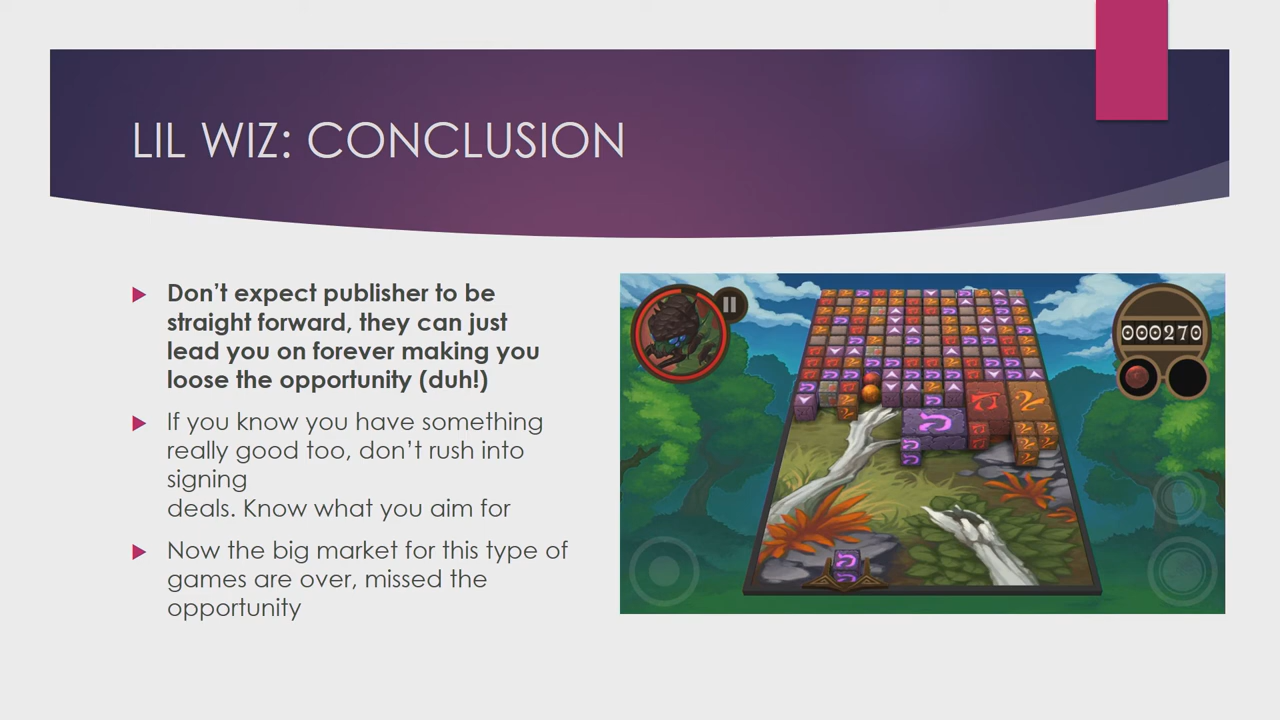 LIL WIZ: CONCLUSION
Don't expect publisher to be
straight forward, they can just
lead you on forever making you
loose the opportunity (duh!)
If you know you have something
really good too, don't rush into
signing
deals. Know what you aim for
Now the big market for this type of
games are over, missed the
opportunity
000270